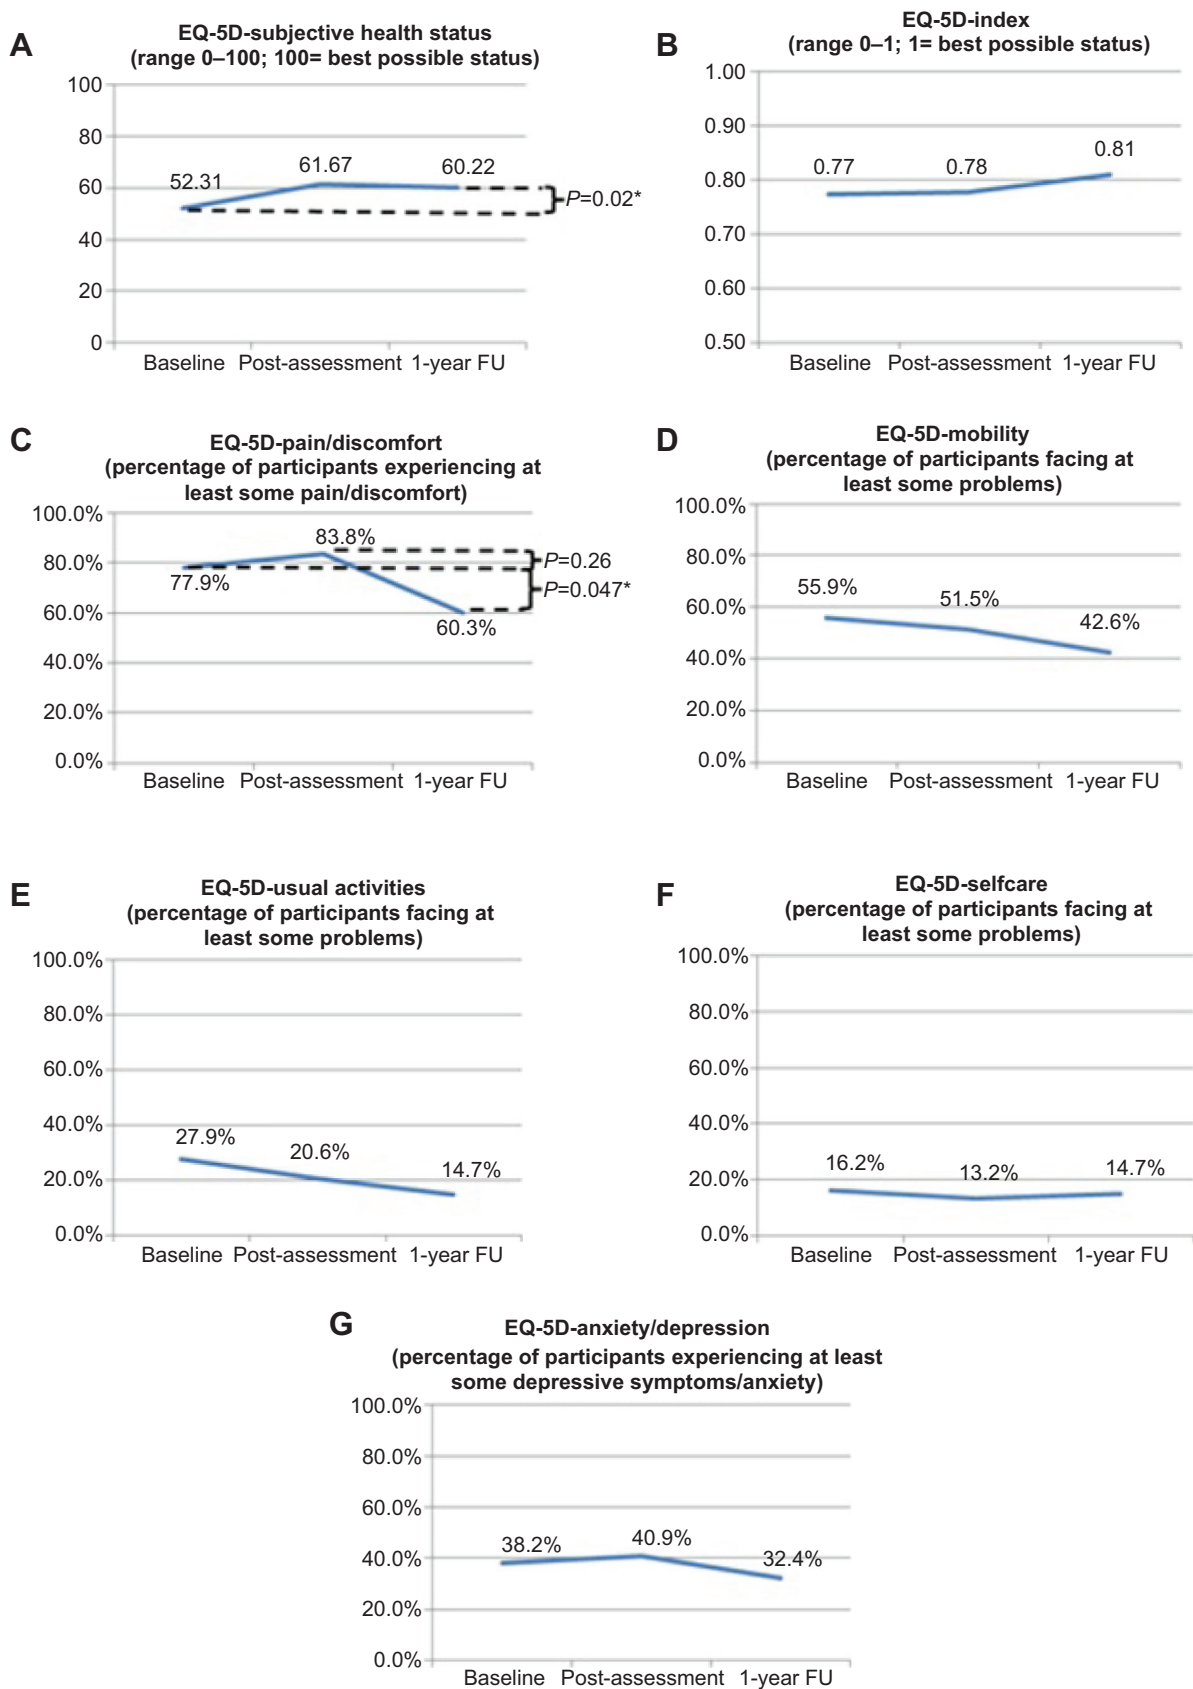 A
EQ-5D-subjective health status
(range 0–100; 100= best possible status)
100
80
60
40
20
0
52.31
61.67
60.22
P=0.02*
Baseline Post-assessment 1-year FU
B
EQ-5D-index
(range 0–1; 1= best possible status)
1.00
0.90
0.80
0.70
0.60
0.50
0.77
0.78
0.81
Baseline Post-assessment 1-year FU
C
EQ-5D-pain/discomfort
(percentage of participants experiencing at
least some pain/discomfort)
100.0%
80.0%
60.0%
40.0%
20.0%
0.0%
77.9%
83.8%
60.3%
P=0.26
P=0.047*
Baseline Post-assessment 1-year FU
D
EQ-5D-mobility
(percentage of participants facing at
least some problems)
100.0%
80.0%
60.0%
40.0%
20.0%
0.0%
55.9%
51.5%
42.6%
Baseline Post-assessment 1-year FU
E
EQ-5D-usual activities
(percentage of participants facing at
least some problems)
100.0%
80.0%
60.0%
40.0%
20.0%
0.0%
27.9%
20.6%
14.7%
Baseline Post-assessment 1-year FU
F
EQ-5D-selfcare
(percentage of participants facing at
least some problems)
100.0%
80.0%
60.0%
40.0%
20.0%
0.0%
16.2%
13.2%
14.7%
Baseline Post-assessment 1-year FU
G
EQ-5D-anxiety/depression
(percentage of participants experiencing at least
some depressive symptoms/anxiety)
100.0%
80.0%
60.0%
40.0%
20.0%
0.0%
38.2%
40.9%
32.4%
Baseline Post-assessment 1-year FU